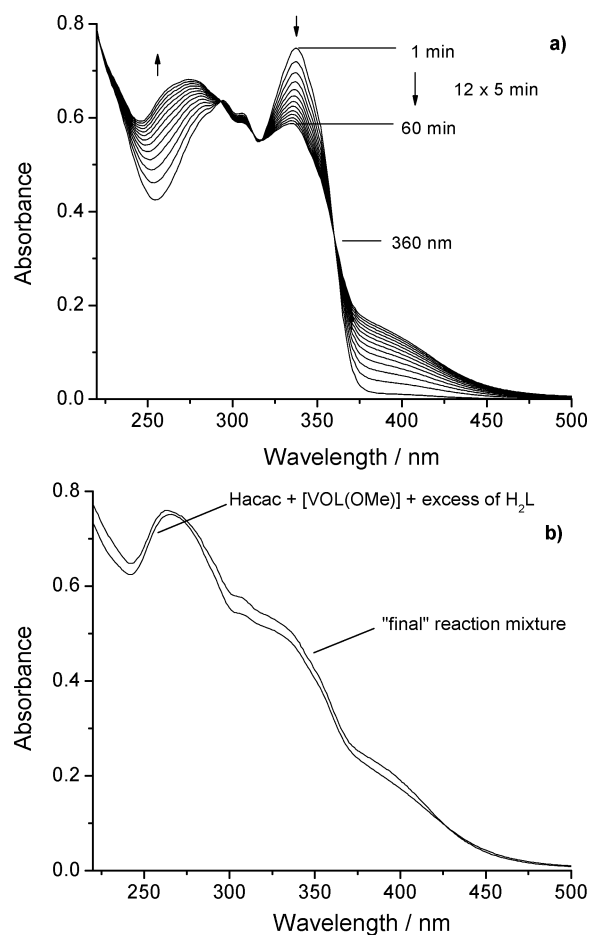 0.8
a)
1 min
12 x 5 min
0.6
60 min
Absorbance
0.4
360 nm
0.2
0.0
250 300 350 400 450 500
Wavelength / nm
0.8
Hacac + [VOL(OMe)] + excess of H₂L
b)
0.6
"final" reaction mixture
Absorbance
0.4
0.2
0.0
250 300 350 400 450 500
Wavelength / nm